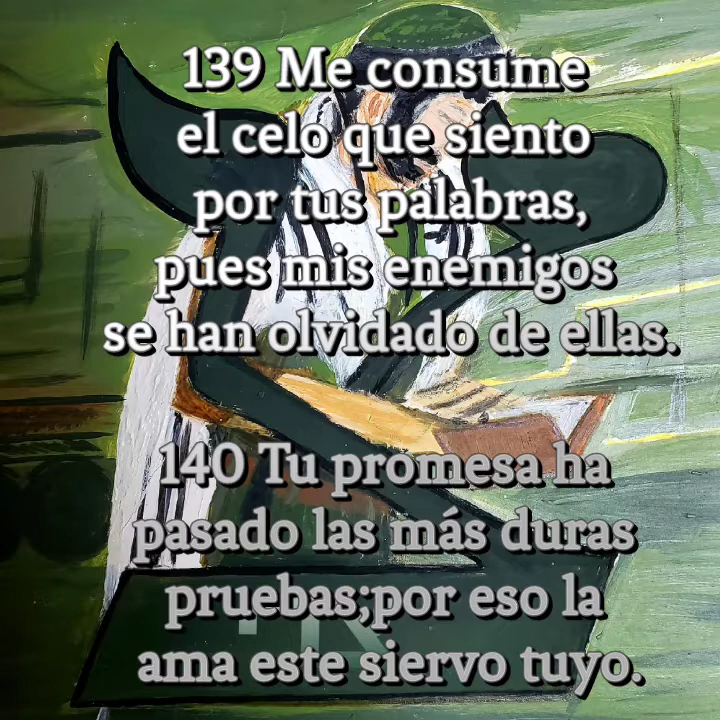 139 Me consume
el celo que siento
por tus palabras,
pues mis enemigos
se han olvidado de ellas.
140 Tu promesa ha
pasado las más duras
pruebas;por eso la
ama este siervo tuyo.